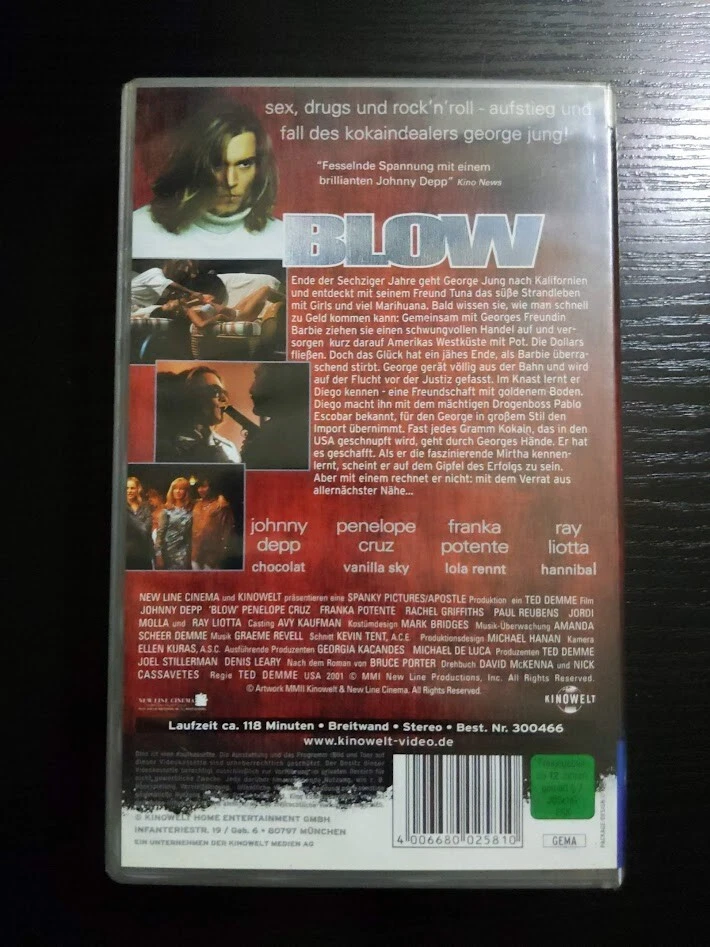 sex, drugs und rock'n'roll - aufstieg und
fall des kokaindealers george jung!
"Fesselnde Spannung mit einem
brillianten Johnny Depp" Kino News
BLOW
Ende der Sechziger Jahre geht George Jung nach Kalifornien
und entdeckt mit seinem Freund Tuna das süße Strandleben
mit Girls und viel Marihuana. Bald wissen sie, wie man schnell
zu Geld kommen kann: Gemeinsam mit Georges Freundin
Barbie ziehen sie einen schwungvollen Handel auf und ver-
sorgen kurz darauf Amerikas Westküste mit Pot. Die Dollars
fließen. Doch das Glück hat ein jähes Ende, als Barbie überra-
schend stirbt. George gerät völlig aus der Bahn und wird
auf der Flucht vor der Justiz gefasst. Im Knast lernt er
Diego kennen - eine Freundschaft mit goldenem Boden.
Diego macht ihn mit dem mächtigen Drogenboss Pablo
Escobar bekannt, für den George in großem Stil den
Import übernimmt. Fast jedes Gramm Kokain, das in den
USA geschnupft wird, geht durch Georges Hände. Er hat
es geschafft. Als er die faszinierende Mirtha kennen-
lernt, scheint er auf dem Gipfel des Erfolgs zu sein.
Aber mit einem rechnet er nicht: mit dem Verrat aus
allernächster Nähe...
johnny depp chocolat
penelope cruz vanilla sky
franka potente lola rennt
ray liotta hannibal
NEW LINE CINEMA und KINOWELT präsentieren eine SPANKY PICTURES/APOSTLE Produktion ein TED DEMME Film
JOHNNY DEPP 'BLOW' PENELOPE CRUZ FRANKA POTENTE RACHEL GRIFFITHS PAUL REUBENS JORDI
MOLLA und RAY LIOTTA Casting AVY KAUFMAN Kostümdesign MARK BRIDGES Musik-Überwachung AMANDA
SCHEER DEMME Musik GRAEME REVELL Schnitt KEVIN TENT, A.C.E. Produktionsdesign MICHAEL HANAN Kamera
ELLEN KURAS, A.S.C. Ausführende Produzenten GEORGIA KACANDES MICHAEL DE LUCA Produzenten TED DEMME
JOEL STILLERMAN DENIS LEARY Nach dem Roman von BRUCE PORTER Drehbuch DAVID McKENNA und NICK
CASSAVETES Regie TED DEMME USA 2001 © MMI New Line Productions, Inc. All Rights Reserved.
© Artwork MMII Kinowelt & New Line Cinema. All Rights Reserved.
NEW LINE CINEMA
KINOWELT
Laufzeit ca. 118 Minuten • Breitwand • Stereo • Best. Nr. 300466
www.kinowelt-video.de
© KINOWELT HOME ENTERTAINMENT GMBH
INFANTERIESTR. 19 / Geb. 6 • 80797 MÜNCHEN
EIN UNTERNEHMEN DER KINOWELT MEDIEN AG
4 006680 025810
GEMA